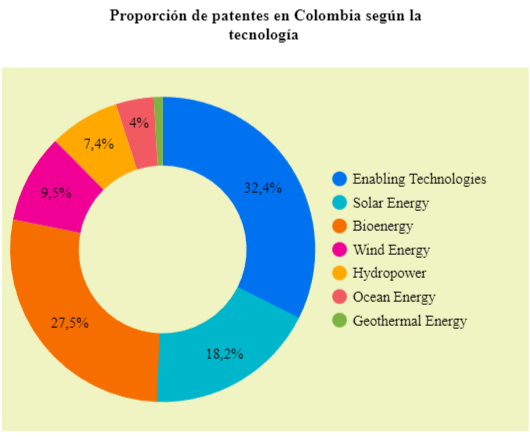 Proporción de patentes en Colombia según la
tecnología
4%
7,4%
9,5%
32,4%
27,5%
18,2%
Enabling Technologies
Solar Energy
Bioenergy
Wind Energy
Hydropower
Ocean Energy
Geothermal Energy